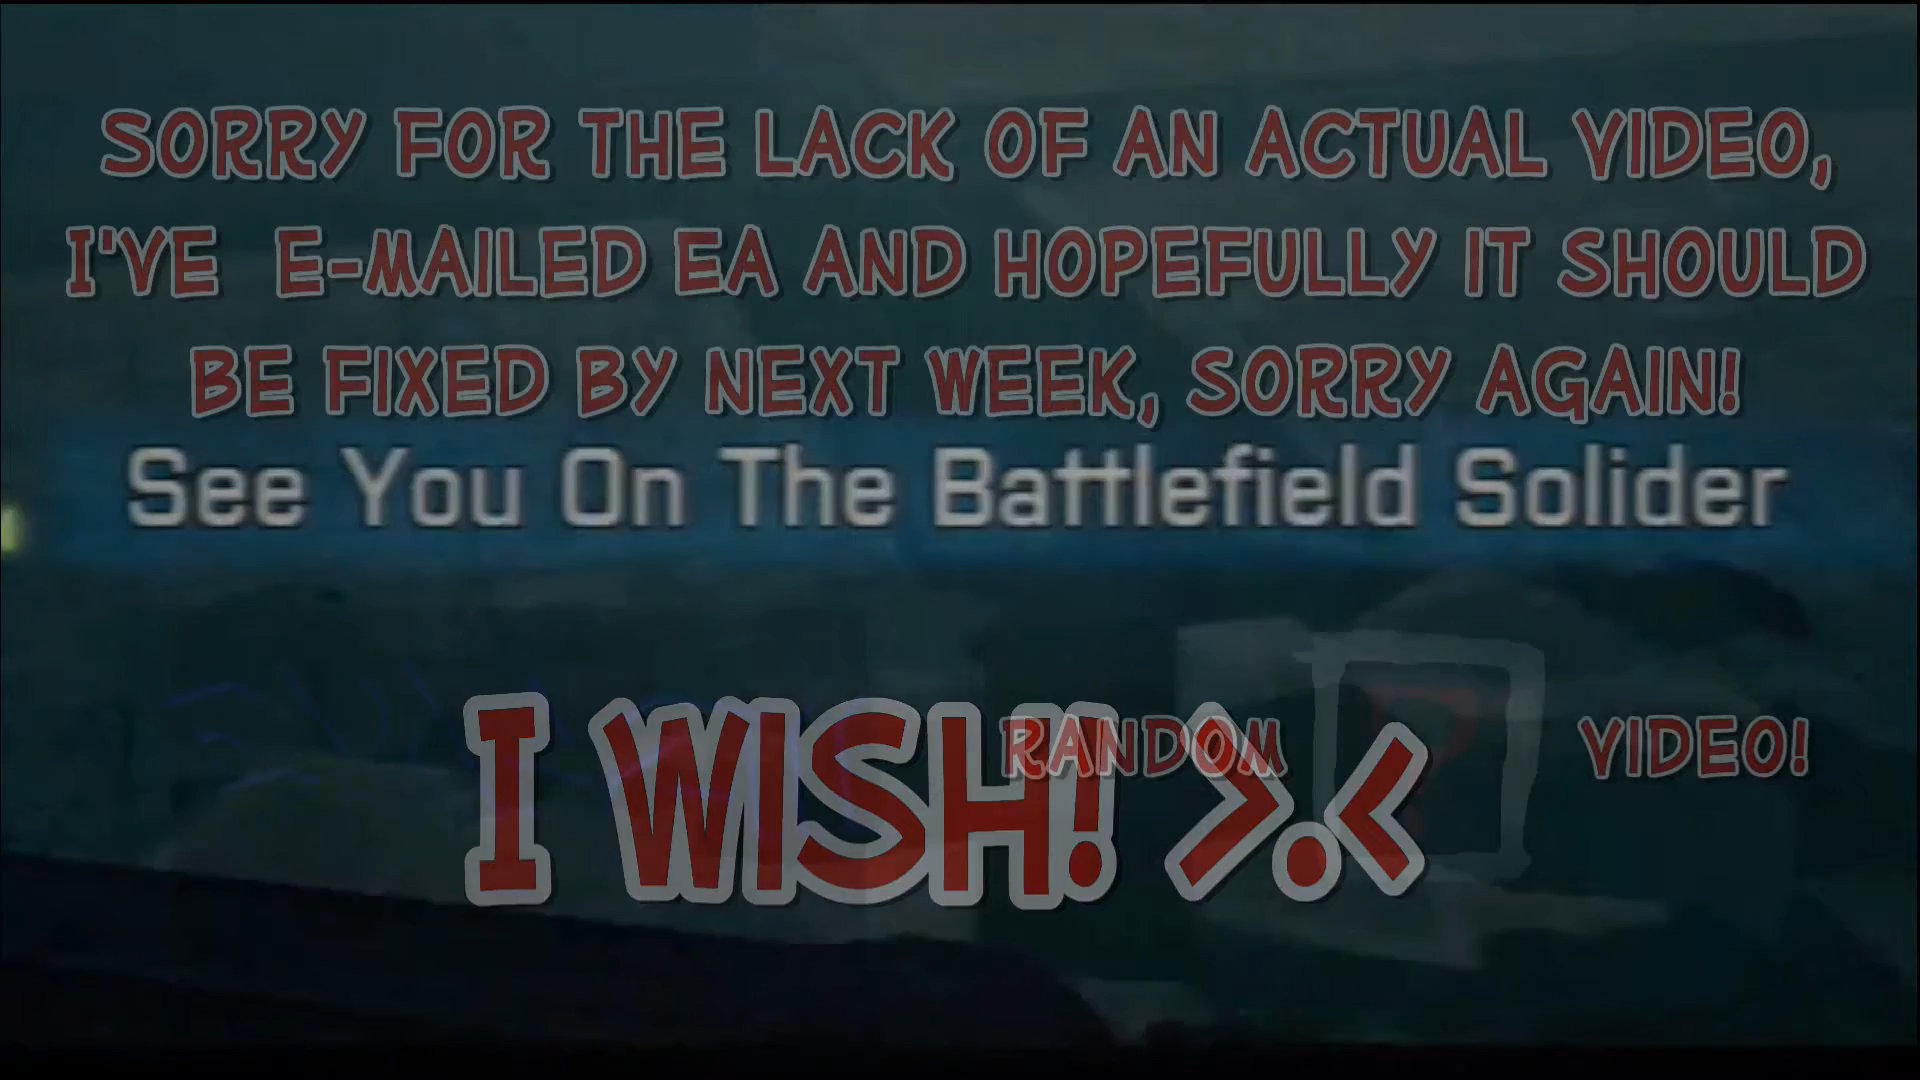 SORRY FOR THE LACK OF AN ACTUAL VIDEO,
I'VE E-MAILED EA AND HOPEFULLY IT SHOULD
BE FIXED BY NEXT WEEK, SORRY AGAIN!
See You On The Battlefield Solider
I WISH! >.<
RANDOM ? VIDEO!